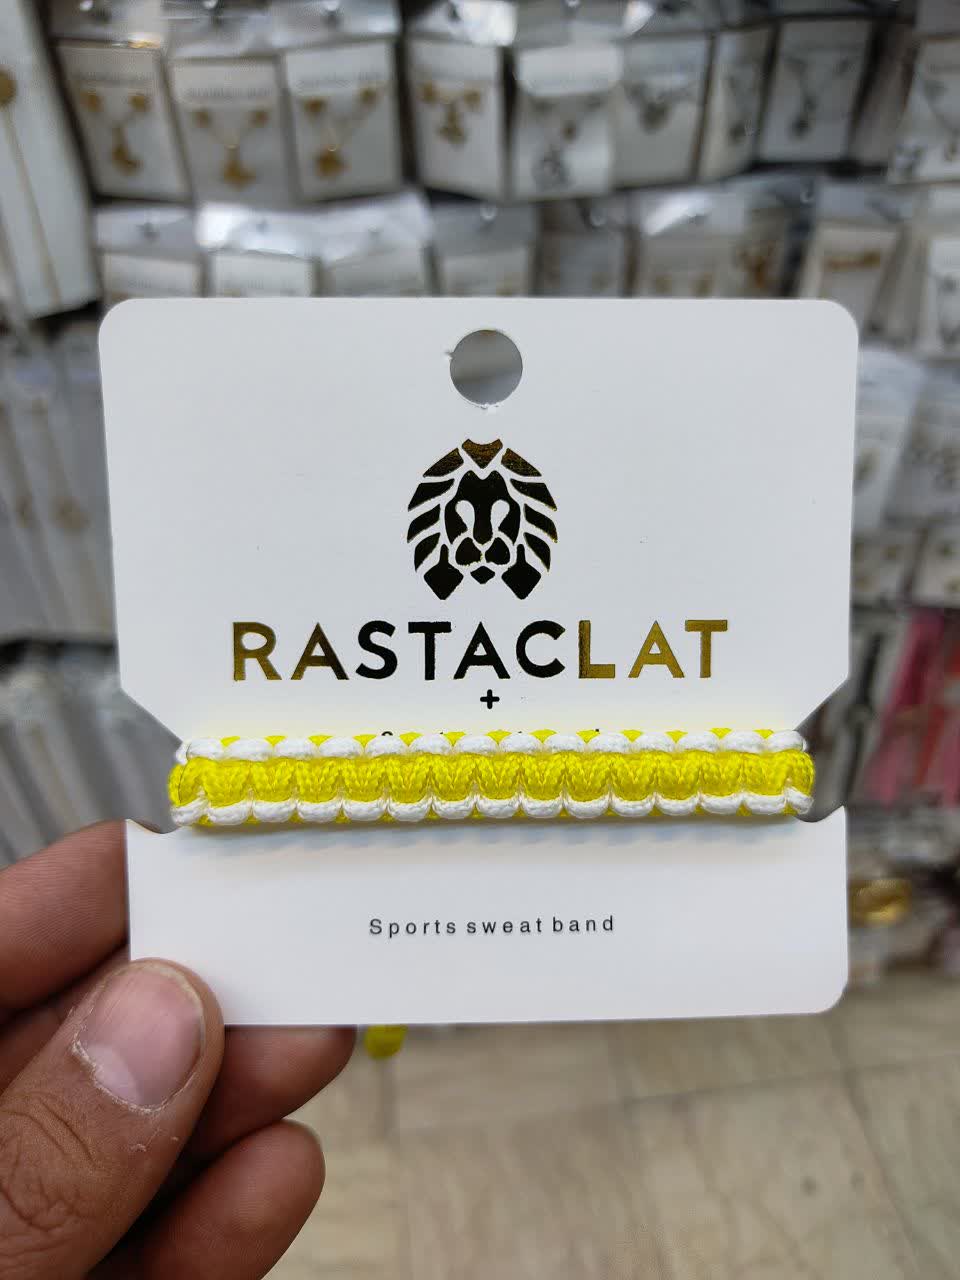 RASTACLAT
+
Sports sweat band